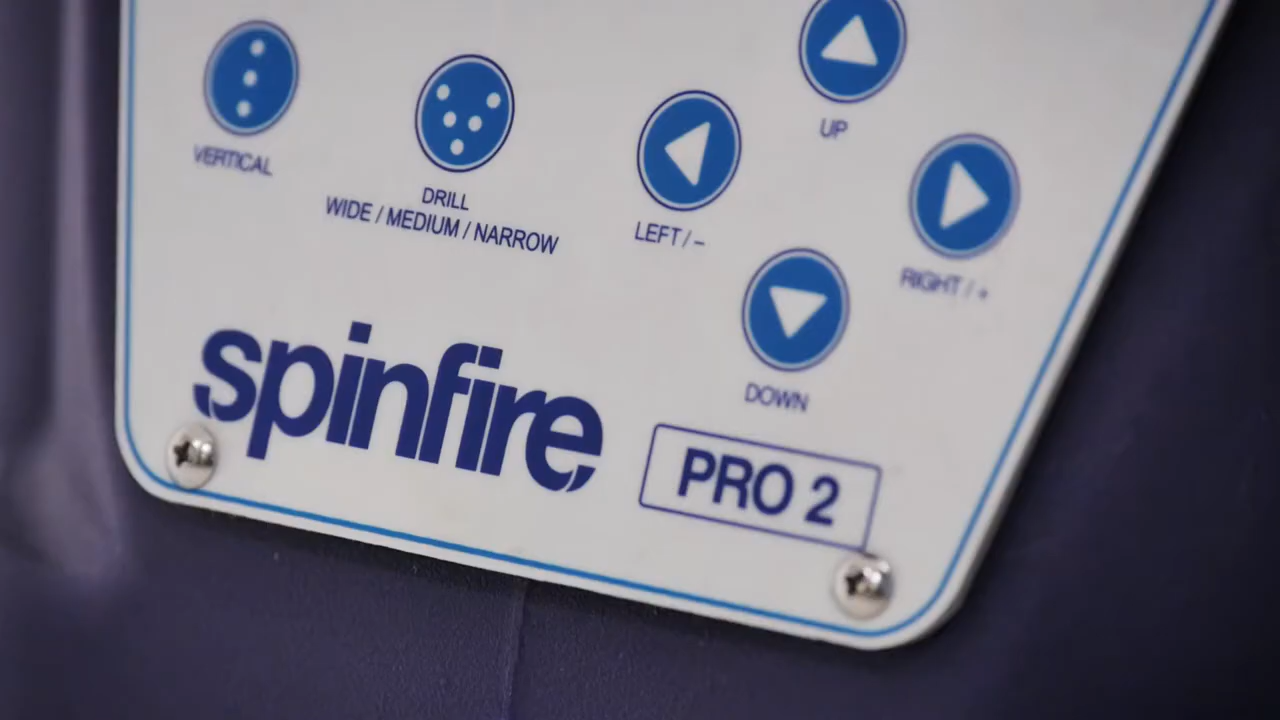 UP
VERTICAL
DRILL
WIDE / MEDIUM / NARROW
LEFT / –
RIGHT / +
DOWN
spinfire
PRO 2